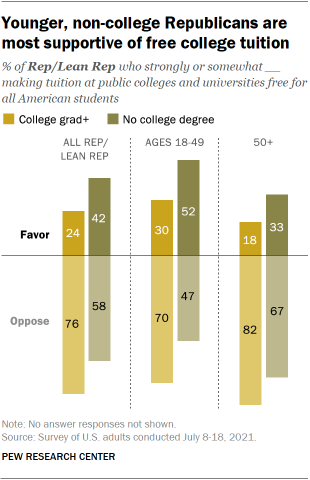 Younger, non-college Republicans are
most supportive of free college tuition
% of Rep/Lean Rep who strongly or somewhat __
making tuition at public colleges and universities free for
all American students
College grad+ No college degree
ALL REP/
LEAN REP
AGES 18-49
50+
Favor 24 42 30 52 18 33
Oppose 76 58 70 47 82 67
Note: No answer responses not shown.
Source: Survey of U.S. adults conducted July 8-18, 2021.
PEW RESEARCH CENTER